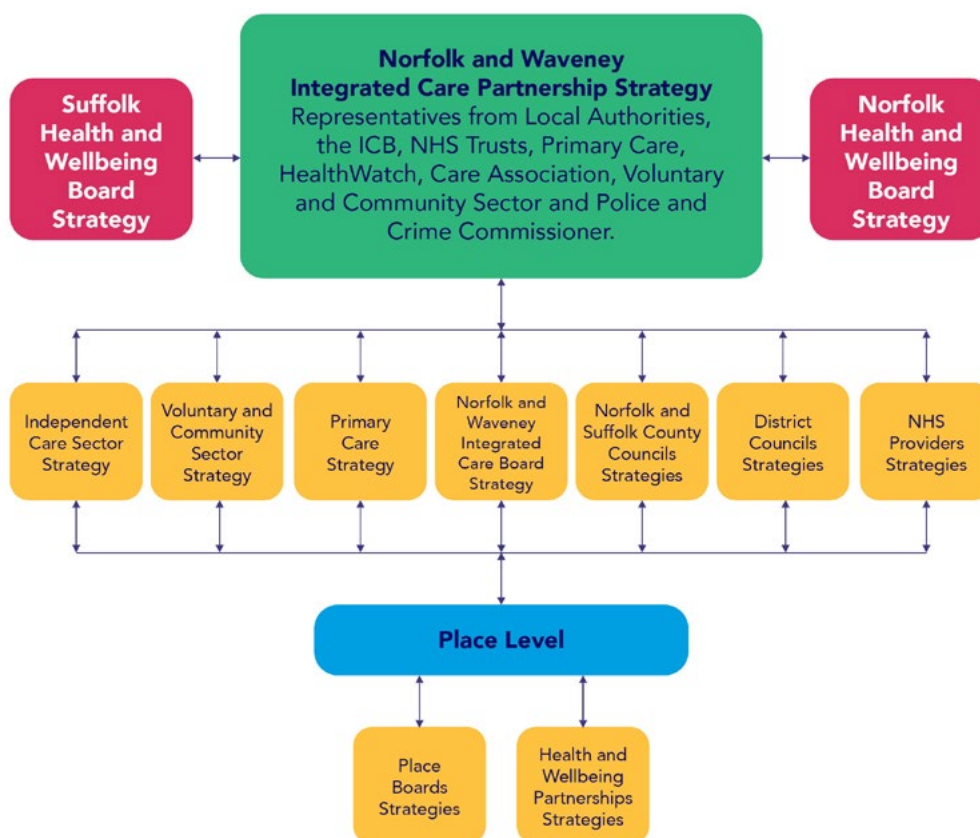 Norfolk and Waveney
Integrated Care Partnership Strategy
Representatives from Local Authorities,
the ICB, NHS Trusts, Primary Care,
HealthWatch, Care Association, Voluntary
and Community Sector and Police and
Crime Commissioner.
Suffolk
Health and
Wellbeing
Board
Strategy
Norfolk
Health and
Wellbeing
Board
Strategy
Independent
Care Sector
Strategy
Voluntary and
Community
Sector
Strategy
Primary
Care
Strategy
Norfolk and
Waveney
Integrated
Care Board
Strategy
Norfolk and
Suffolk County
Councils
Strategies
District
Councils
Strategies
NHS
Providers
Strategies
Place Level
Place
Boards
Strategies
Health and
Wellbeing
Partnerships
Strategies